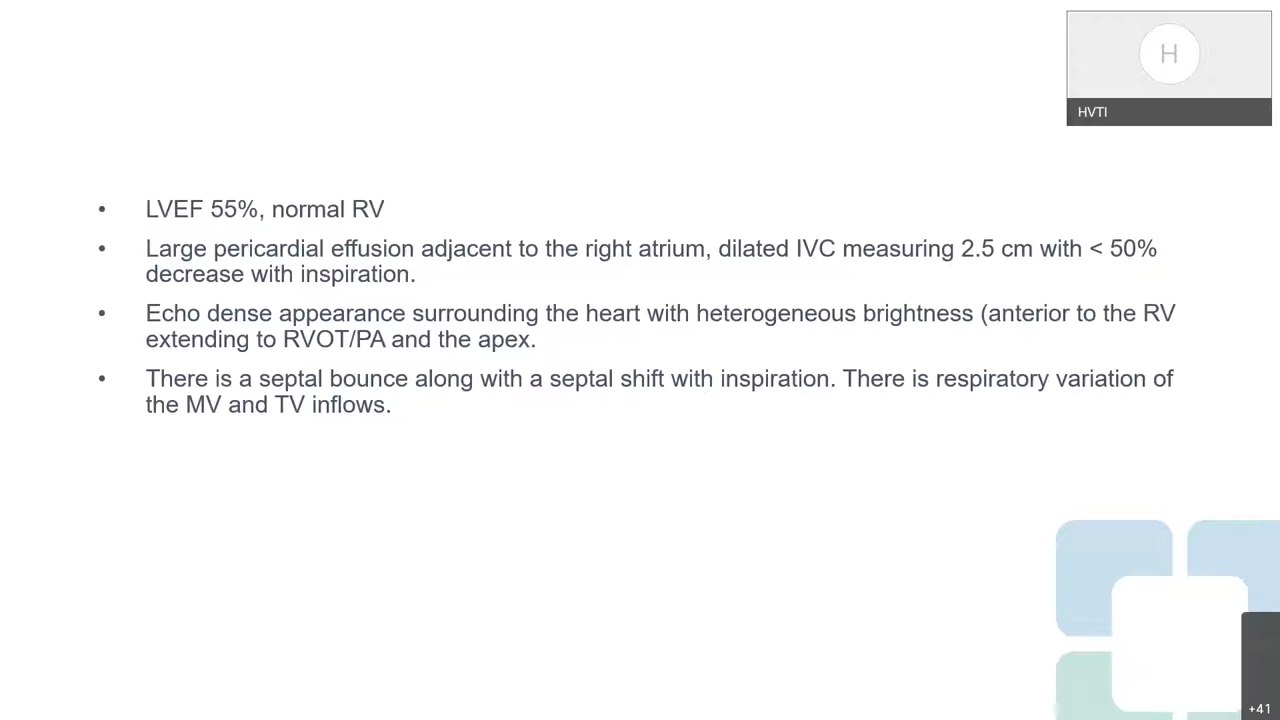 H
HVTI
• LVEF 55%, normal RV
• Large pericardial effusion adjacent to the right atrium, dilated IVC measuring 2.5 cm with < 50%
decrease with inspiration.
• Echo dense appearance surrounding the heart with heterogeneous brightness (anterior to the RV
extending to RVOT/PA and the apex.
• There is a septal bounce along with a septal shift with inspiration. There is respiratory variation of
the MV and TV inflows.
+41